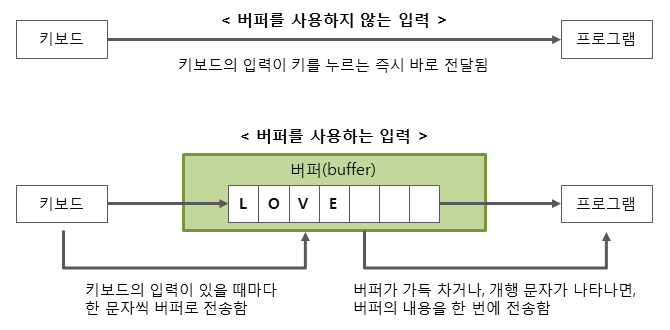 < 버퍼를 사용하지 않는 입력 >
키보드
프로그램
키보드의 입력이 키를 누르는 즉시 바로 전달됨
< 버퍼를 사용하는 입력 >
버퍼(buffer)
키보드
L O V E
프로그램
키보드의 입력이 있을 때마다
한 문자씩 버퍼로 전송함
버퍼가 가득 차거나, 개행 문자가 나타나면,
버퍼의 내용을 한 번에 전송함